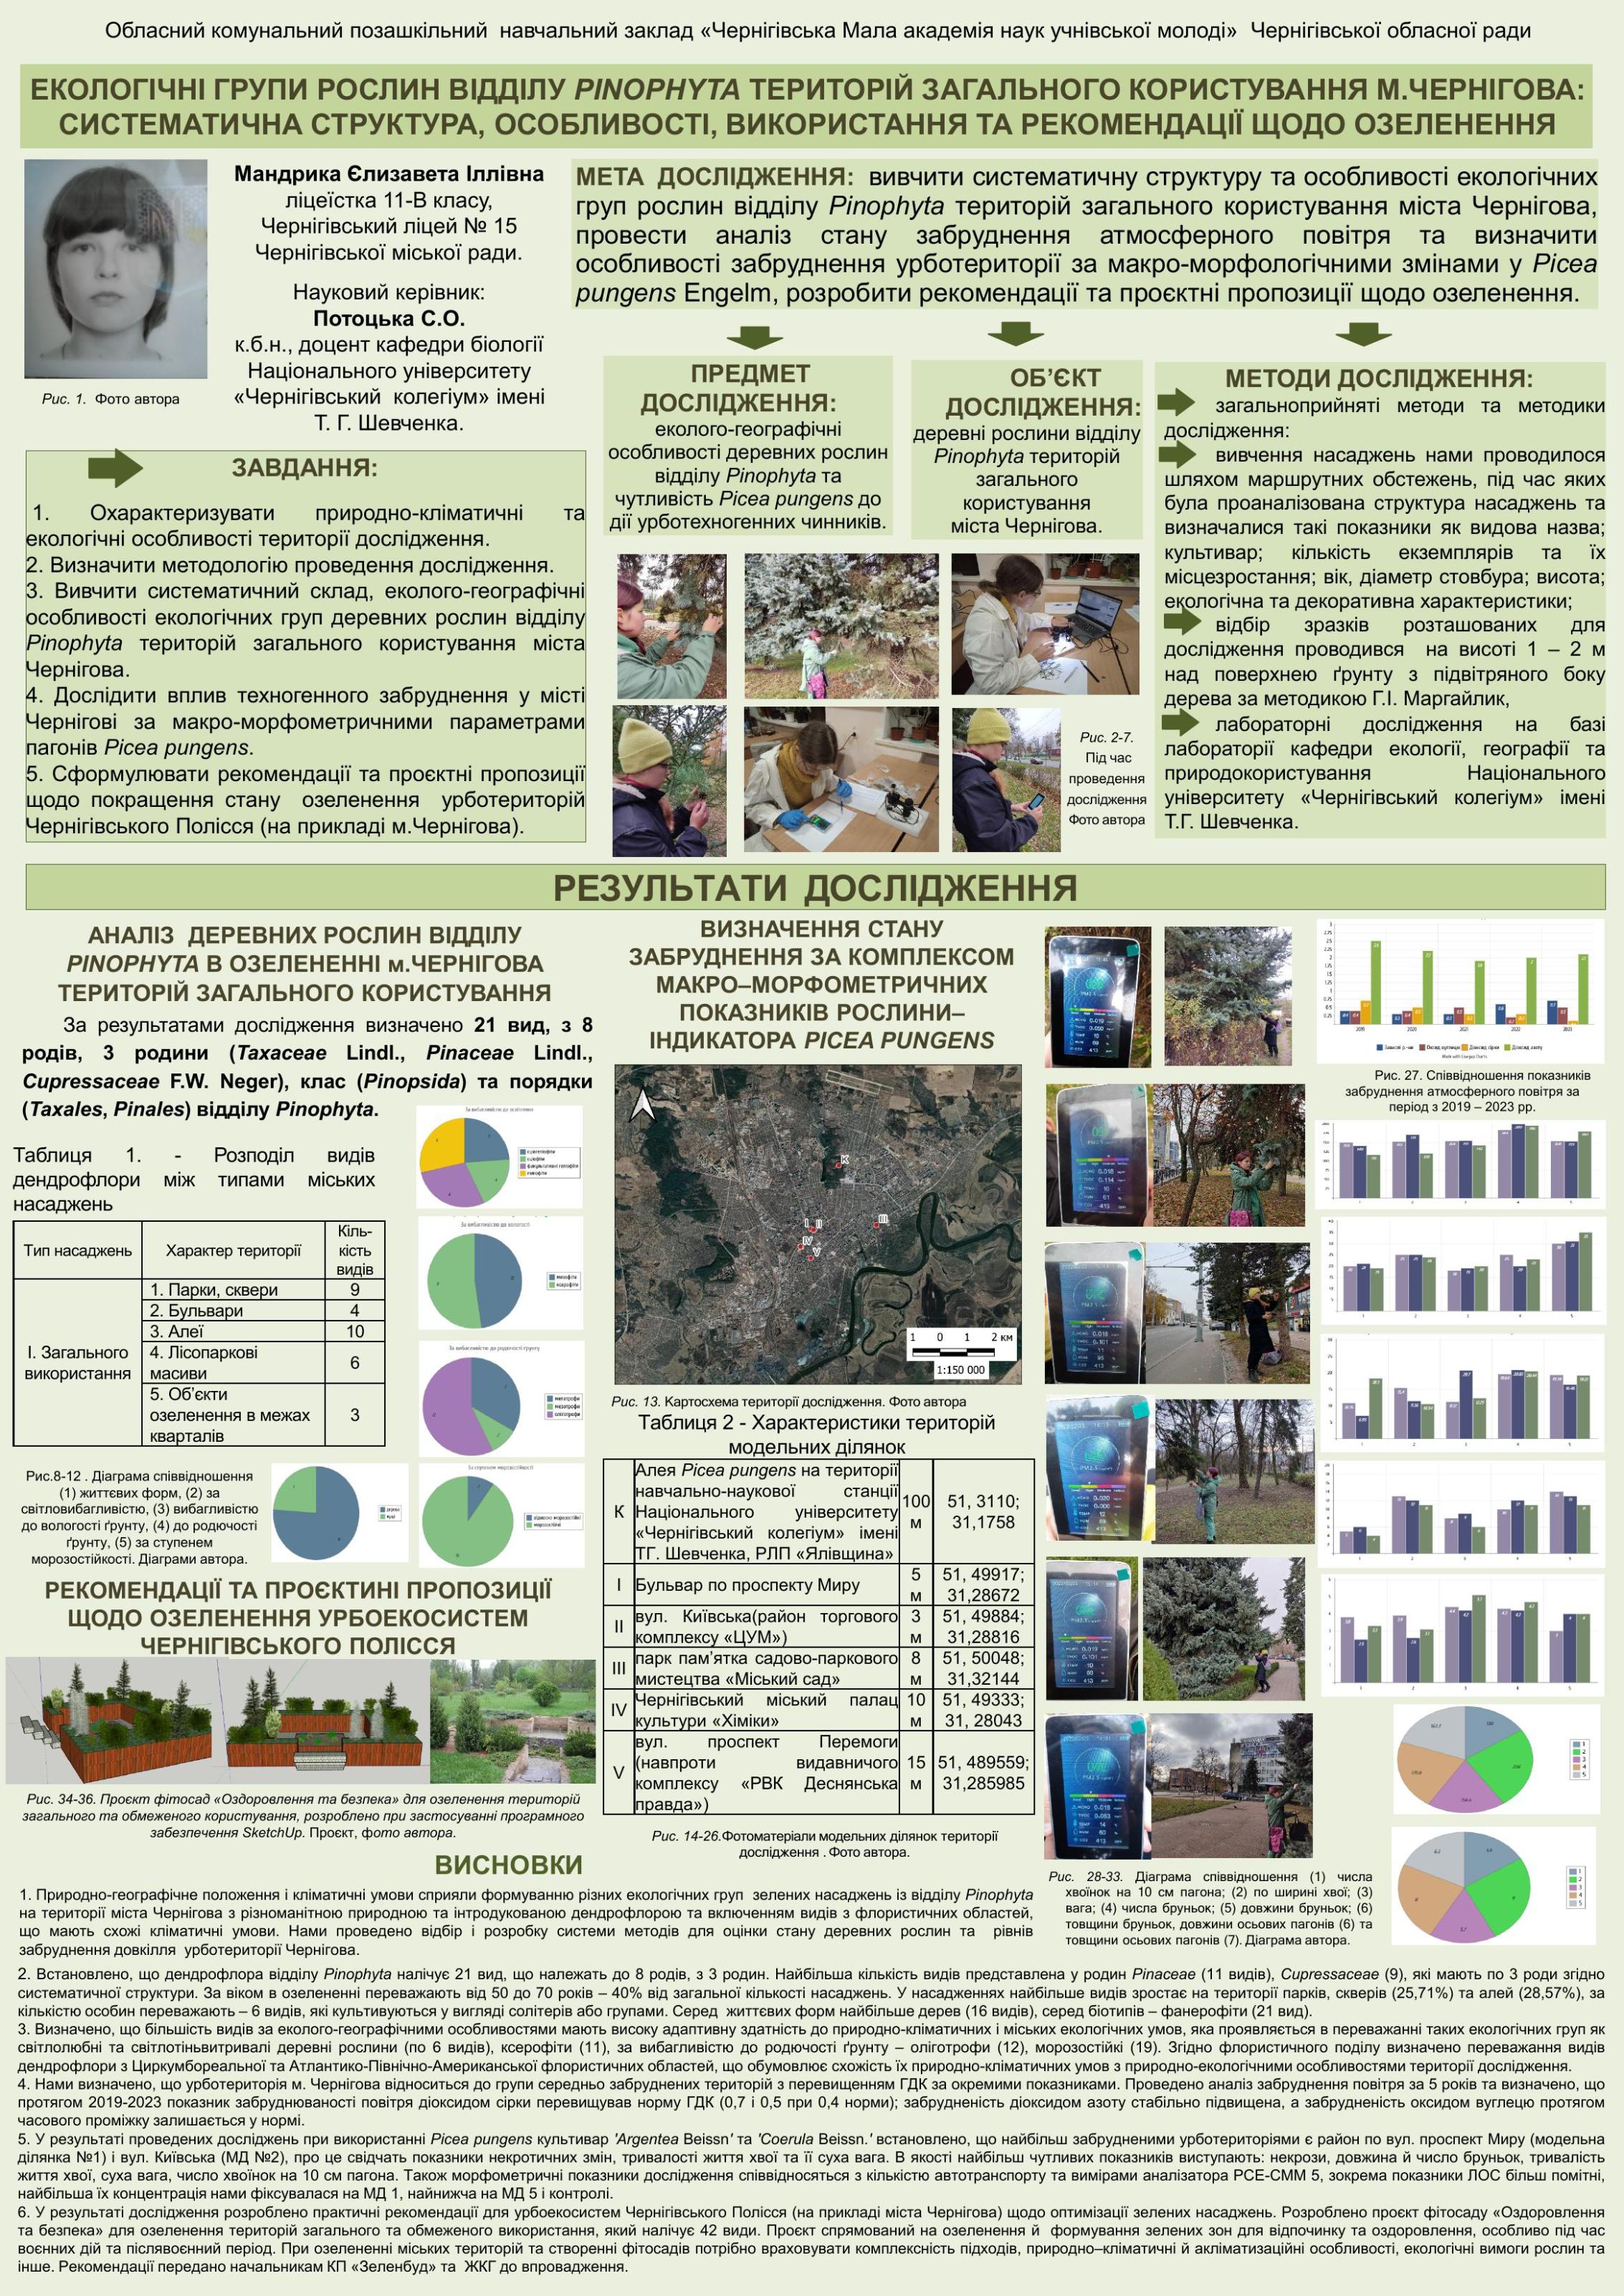 Обласний комунальний позашкільний навчальний заклад «Чернігівська Мала академія наук учнівської молоді» Чернігівської обласної ради
ЕКОЛОГІЧНІ ГРУПИ РОСЛИН ВІДДІЛУ PINOPHYTA ТЕРИТОРІЙ ЗАГАЛЬНОГО КОРИСТУВАННЯ М.ЧЕРНІГОВА:
СИСТЕМАТИЧНА СТРУКТУРА, ОСОБЛИВОСТІ, ВИКОРИСТАННЯ ТА РЕКОМЕНДАЦІЇ ЩОДО ОЗЕЛЕНЕННЯ
Рис. 1. Фото автора
Мандрика Єлизавета Іллівна
ліцеїстка 11-В класу,
Чернігівський ліцей № 15
Чернігівської міської ради.
Науковий керівник:
Потоцька С.О.
к.б.н., доцент кафедри біології
Національного університету
«Чернігівський колегіум» імені
Т. Г. Шевченка.
МЕТА ДОСЛІДЖЕННЯ: вивчити систематичну структуру та особливості екологічних
груп рослин відділу Pinophyta територій загального користування міста Чернігова,
провести аналіз стану забруднення атмосферного повітря та визначити
особливості забруднення урботериторії за макро-морфологічними змінами у Picea
pungens Engelm, розробити рекомендації та проєктні пропозиції щодо озеленення.
ЗАВДАННЯ:
1. Охарактеризувати природно-кліматичні та
екологічні особливості території дослідження.
2. Визначити методологію проведення дослідження.
3. Вивчити систематичний склад, еколого-географічні
особливості екологічних груп деревних рослин відділу
Pinophyta територій загального користування міста
Чернігова.
4. Дослідити вплив техногенного забруднення у місті
Чернігові за макро-морфометричними параметрами
пагонів Picea pungens.
5. Сформулювати рекомендації та проєктні пропозиції
щодо покращення стану озеленення урботериторій
Чернігівського Полісся (на прикладі м.Чернігова).
ПРЕДМЕТ
ДОСЛІДЖЕННЯ:
еколого-географічні
особливості деревних рослин
відділу Pinophyta та
чутливість Picea pungens до
дії урботехногенних чинників.
ОБ’ЄКТ
ДОСЛІДЖЕННЯ:
деревні рослини відділу
Pinophyta територій
загального
користування
міста Чернігова.
МЕТОДИ ДОСЛІДЖЕННЯ:
загальноприйняті методи та методики
дослідження:
вивчення насаджень нами проводилося
шляхом маршрутних обстежень, під час яких
була проаналізована структура насаджень та
визначалися такі показники як видова назва;
культивар; кількість екземплярів та їх
місцезростання; вік, діаметр стовбура; висота;
екологічна та декоративна характеристики;
відбір зразків розташованих для
дослідження проводився на висоті 1 – 2 м
над поверхнею ґрунту з підвітряного боку
дерева за методикою Г.І. Маргайлик,
лабораторні дослідження на базі
лабораторії кафедри екології, географії та
природокористування Національного
університету «Чернігівський колегіум» імені
Т.Г. Шевченка.
Рис. 2-7.
Під час
проведення
дослідження
Фото автора
РЕЗУЛЬТАТИ ДОСЛІДЖЕННЯ
АНАЛІЗ ДЕРЕВНИХ РОСЛИН ВІДДІЛУ
PINOPHYTA В ОЗЕЛЕНЕННІ м.ЧЕРНІГОВА
ТЕРИТОРІЙ ЗАГАЛЬНОГО КОРИСТУВАННЯ
За результатами дослідження визначено 21 вид, з 8
родів, 3 родини (Taxaceae Lindl., Pinaceae Lindl.,
Cupressaceae F.W. Neger), клас (Pinopsida) та порядки
(Taxales, Pinales) відділу Pinophyta.
Таблиця 1. - Розподіл видів
дендрофлори між типами міських
насаджень
Тип насаджень Характер території Кіль-
кість
видів
І. Загального
використання
1. Парки, сквери 9
2. Бульвари 4
3. Алеї 10
4. Лісопаркові
масиви 6
5. Об’єкти
озеленення в межах
кварталів 3
Рис.8-12 . Діаграма співвідношення
(1) життєвих форм, (2) за
світловибагливістю, (3) вибагливістю
до вологості ґрунту, (4) до родючості
ґрунту, (5) за ступенем
морозостійкості. Діаграми автора.
РЕКОМЕНДАЦІЇ ТА ПРОЄКТИНІ ПРОПОЗИЦІЇ
ЩОДО ОЗЕЛЕНЕННЯ УРБОЕКОСИСТЕМ
ЧЕРНІГІВСЬКОГО ПОЛІССЯ
Рис. 34-36. Проєкт фітосад «Оздоровлення та безпека» для озеленення територій
загального та обмеженого користування, розроблено при застосуванні програмного
забезпечення SketchUp. Проєкт, фото автора.
ВИЗНАЧЕННЯ СТАНУ
ЗАБРУДНЕННЯ ЗА КОМПЛЕКСОМ
МАКРО–МОРФОМЕТРИЧНИХ
ПОКАЗНИКІВ РОСЛИНИ–
ІНДИКАТОРА PICEA PUNGENS
K
I II
III
IV
V
1 0 1 2 км
1:150 000
Рис. 13. Картосхема території дослідження. Фото автора
Таблиця 2 - Характеристики територій
модельних ділянок
К Алея Picea pungens на території
навчально-наукової станції
Національного університету
«Чернігівський колегіум» імені
ТГ. Шевченка, РЛП «Ялівщина»
100
м
51, 3110;
31,1758
І Бульвар по проспекту Миру
5
м
51, 49917;
31,28672
ІІ вул. Київська(район торгового
комплексу «ЦУМ»)
3
м
51, 49884;
31,28816
ІІІ парк пам’ятка садово-паркового
мистецтва «Міський сад»
8
м
51, 50048;
31,32144
ІV Чернігівський міський палац
культури «Хіміки»
10
м
51, 49333;
31, 28043
V вул. проспект Перемоги
(навпроти видавничого
комплексу «РВК Деснянська
правда»)
15
м
51, 489559;
31,285985
Рис. 14-26.Фотоматеріали модельних ділянок території
дослідження . Фото автора.
2019 2020 2021 2022 2023
Рис. 27. Співвідношення показників
забруднення атмосферного повітря за
період з 2019 – 2023 рр.
Рис. 28-33. Діаграма співвідношення (1) числа
хвоїнок на 10 см пагона; (2) по ширині хвої; (3)
вага; (4) числа бруньок; (5) довжини бруньок; (6)
товщини бруньок, довжини осьових пагонів (6) та
товщини осьових пагонів (7). Діаграма автора.
ВИСНОВКИ
1. Природно-географічне положення і кліматичні умови сприяли формуванню різних екологічних груп зелених насаджень із відділу Pinophyta
на території міста Чернігова з різноманітною природною та інтродукованою дендрофлорою та включенням видів з флористичних областей,
що мають схожі кліматичні умови. Нами проведено відбір і розробку системи методів для оцінки стану деревних рослин та рівнів
забруднення довкілля урботериторії Чернігова.
2. Встановлено, що дендрофлора відділу Pinophyta налічує 21 вид, що належать до 8 родів, з 3 родин. Найбільша кількість видів представлена у родин Pinaceae (11 видів), Cupressaceae (9), які мають по 3 роди згідно
систематичної структури. За віком в озелененні переважають від 50 до 70 років – 40% від загальної кількості насаджень. У насадженнях найбільше видів зростає на території парків, скверів (25,71%) та алей (28,57%), за
кількістю особин переважають – 6 видів, які культивуються у вигляді солітерів або групами. Серед життєвих форм найбільше дерев (16 видів), серед біотипів – фанерофіти (21 вид).
3. Визначено, що більшість видів за еколого-географічними особливостями мають високу адаптивну здатність до природно-кліматичних і міських екологічних умов, яка проявляється в переважанні таких екологічних груп як
світлолюбні та світлотіньвитривалі деревні рослини (по 6 видів), ксерофіти (11), за вибагливістю до родючості ґрунту – оліготрофи (12), морозостійкі (19). Згідно флористичного поділу визначено переважання видів
дендрофлори з Циркумбореальної та Атлантико-Північно-Американської флористичних областей, що обумовлює схожість їх природно-кліматичних умов з природно-екологічними особливостями території дослідження.
4. Нами визначено, що урботериторія м. Чернігова відноситься до групи середньо забруднених територій з перевищенням ГДК за окремими показниками. Проведено аналіз забруднення повітря за 5 років та визначено, що
протягом 2019-2023 показник забруднюваності повітря діоксидом сірки перевищував норму ГДК (0,7 і 0,5 при 0,4 норми); забрудненість діоксидом азоту стабільно підвищена, а забрудненість оксидом вуглецю протягом
часового проміжку залишається у нормі.
5. У результаті проведених досліджень при використанні Picea pungens культивар 'Argentea Beissn' та 'Coerula Beissn.' встановлено, що найбільш забрудненими урботериторіями є район по вул. проспект Миру (модельна
ділянка №1) і вул. Київська (МД №2), про це свідчать показники некротичних змін, тривалості життя хвої та її суха вага. В якості найбільш чутливих показників виступають: некрози, довжина й число бруньок, тривалість
життя хвої, суха вага, число хвоїнок на 10 см пагона. Також морфометричні показники дослідження співвідносяться з кількістю автотранспорту та вимірами аналізатора РСЕ-СММ 5, зокрема показники ЛОС більш помітні,
найбільша їх концентрація нами фіксувалася на МД 1, найнижча на МД 5 і контролі.
6. У результаті дослідження розроблено практичні рекомендації для урбоекосистем Чернігівського Полісся (на прикладі міста Чернігова) щодо оптимізації зелених насаджень. Розроблено проєкт фітосаду «Оздоровлення
та безпека» для озеленення територій загального та обмеженого використання, який налічує 42 види. Проєкт спрямований на озеленення й формування зелених зон для відпочинку та оздоровлення, особливо під час
воєнних дій та післявоєнний період. При озелененні міських територій та створенні фітосадів потрібно враховувати комплексність підходів, природно–кліматичні й акліматизаційні особливості, екологічні вимоги рослин та
інше. Рекомендації передано начальникам КП «Зеленбуд» та ЖКГ до впровадження.